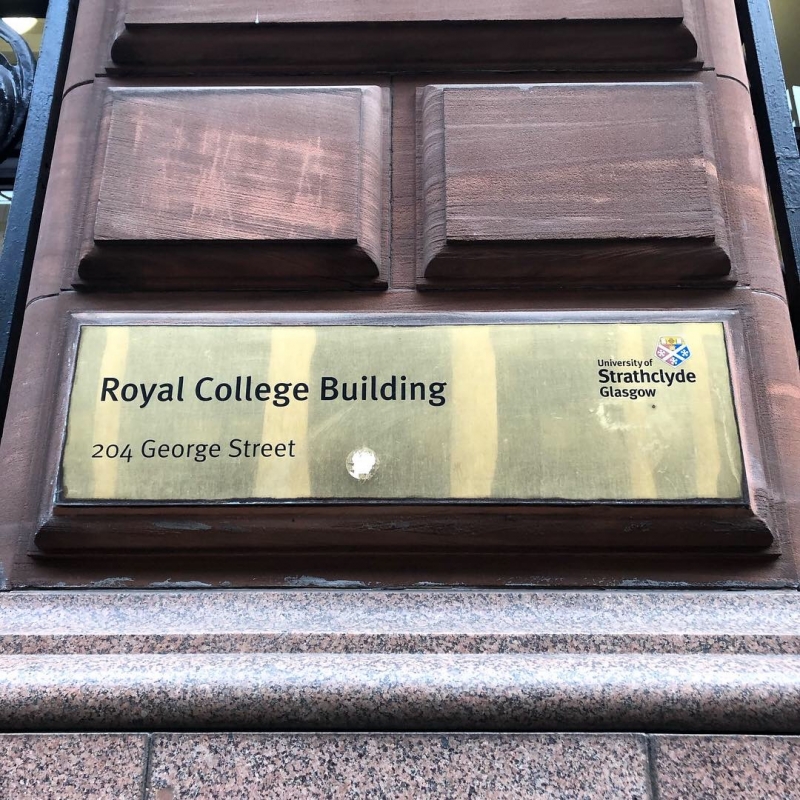 Royal College Building
204 George Street
University of
Strathclyde
Glasgow